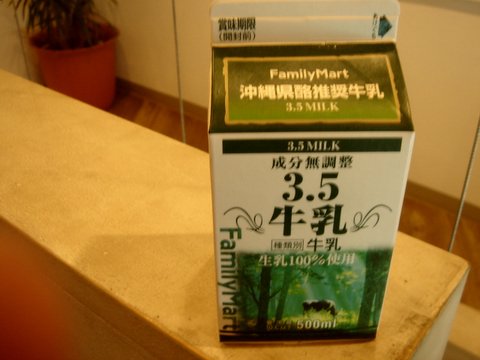 賞味期限
(開封前)
FamilyMart
沖縄県酪推奨牛乳
3.5 MILK
3.5 MILK
成分無調整
3.5
牛乳
種類別 牛乳
生乳100%使用
FamilyMart
500ml